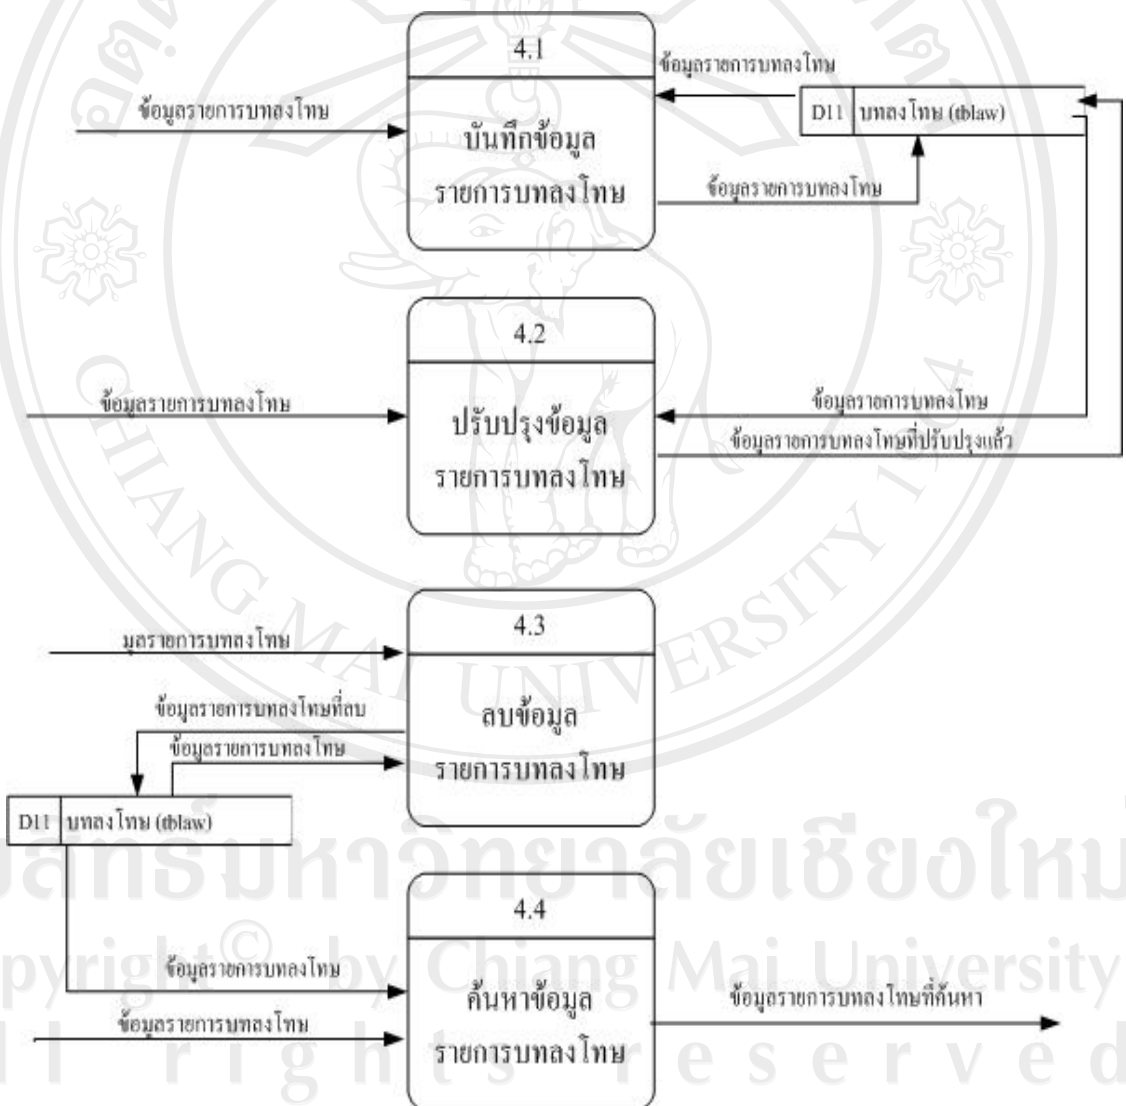 4.1
ข้อมูลรายการบทลงโทษ
ข้อมูลรายการบทลงโทษ
D11 บทลงโทษ (tblaw)
บันทึกข้อมูล
รายการบทลงโทษ
ข้อมูลรายการบทลงโทษ
4.2
ข้อมูลรายการบทลงโทษ
ข้อมูลรายการบทลงโทษ
ปรับปรุงข้อมูล
รายการบทลงโทษ
ข้อมูลรายการบทลงโทษที่ปรับปรุงแล้ว
4.3
มูลรายการบทลงโทษ
ข้อมูลรายการบทลงโทษที่ลบ
ลบข้อมูล
รายการบทลงโทษ
ข้อมูลรายการบทลงโทษ
D11 บทลงโทษ (tblaw)
4.4
ข้อมูลรายการบทลงโทษ
ค้นหาข้อมูล
รายการบทลงโทษ
ข้อมูลรายการบทลงโทษที่ค้นหา
ข้อมูลรายการบทลงโทษ
CHIANG MAI UNIVERSITY 1964
มหาวิทยาลัยเชียงใหม่
© by Chiang Mai University
rights reserved